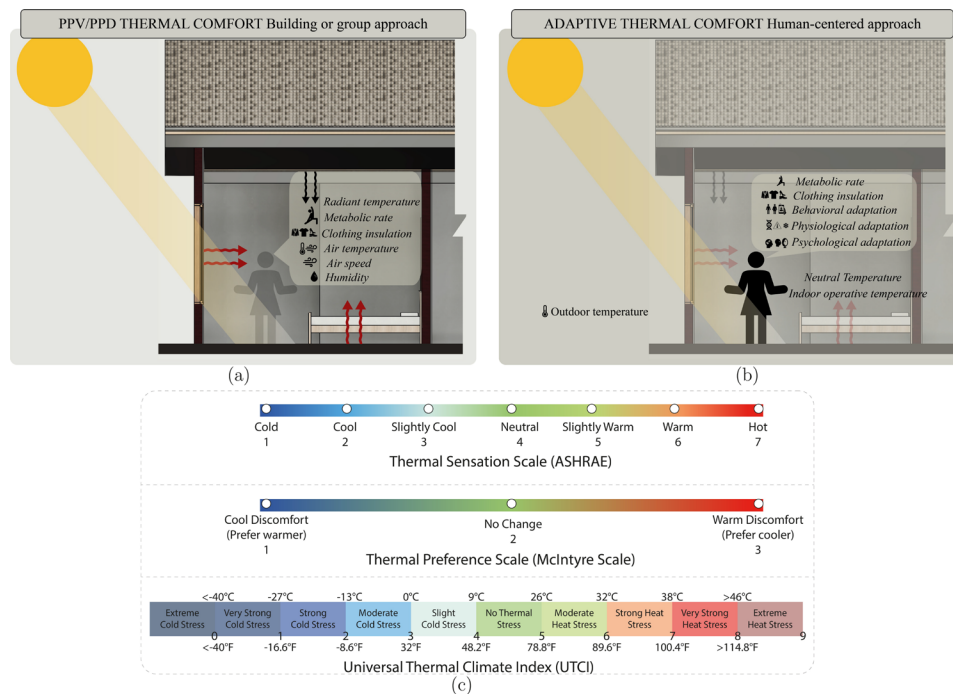 PPV/PPD THERMAL COMFORT Building or group approach
Radiant temperature
Metabolic rate
Clothing insulation
Air temperature
Air speed
Humidity
(a)
ADAPTIVE THERMAL COMFORT Human-centered approach
Metabolic rate
Clothing insulation
Behavioral adaptation
Physiological adaptation
Psychological adaptation
Neutral Temperature
Indoor operative temperature
Outdoor temperature
(b)
Cold Cool Slightly Cool Neutral Slightly Warm Warm Hot
1 2 3 4 5 6 7
Thermal Sensation Scale (ASHRAE)
Cool Discomfort No Change Warm Discomfort
(Prefer warmer) 2 (Prefer cooler)
1 3
Thermal Preference Scale (McIntyre Scale)
<-40°C -27°C -13°C 0°C 9°C 26°C 32°C 38°C >46°C
Extreme Very Strong Strong Moderate Slight No Thermal Moderate Strong Heat Very Strong Extreme
Cold Stress Cold Stress Cold Stress Cold Stress Cold Stress Stress Heat Stress Stress Heat Stress Heat Stress
0 1 2 3 4 5 6 7 8 9
<-40°F -16.6°F -8.6°F 32°F 48.2°F 78.8°F 89.6°F 100.4°F >114.8°F
Universal Thermal Climate Index (UTCI)
(c)